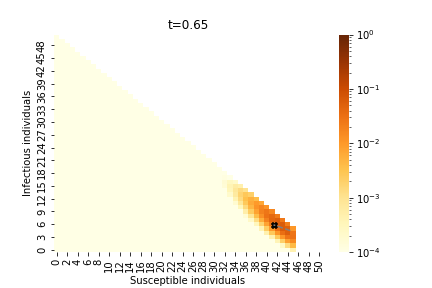 t=0.65
10⁰
10⁻¹
10⁻²
10⁻³
10⁻⁴
Infectious individuals
0 3 6 9 12 15 18 21 24 27 30 33 36 39 42 45 48
0 2 4 6 8 10 12 14 16 18 20 22 24 26 28 30 32 34 36 38 40 42 44 46 48 50
Susceptible individuals